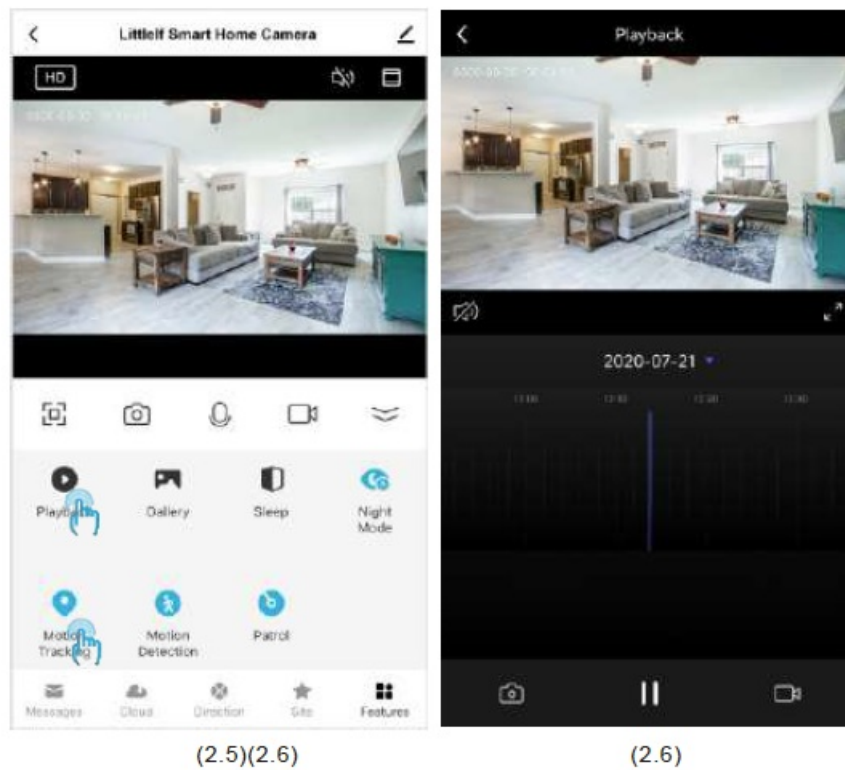 Littlelf Smart Home Camera
HD
Playback
Gallery
Sleep
Night
Mode
Motion
Tracking
Motion
Detection
Patrol
Messages
Cloud
Direction
Site
Features
(2.5)(2.6)
Playback
2020-07-21
(2.6)